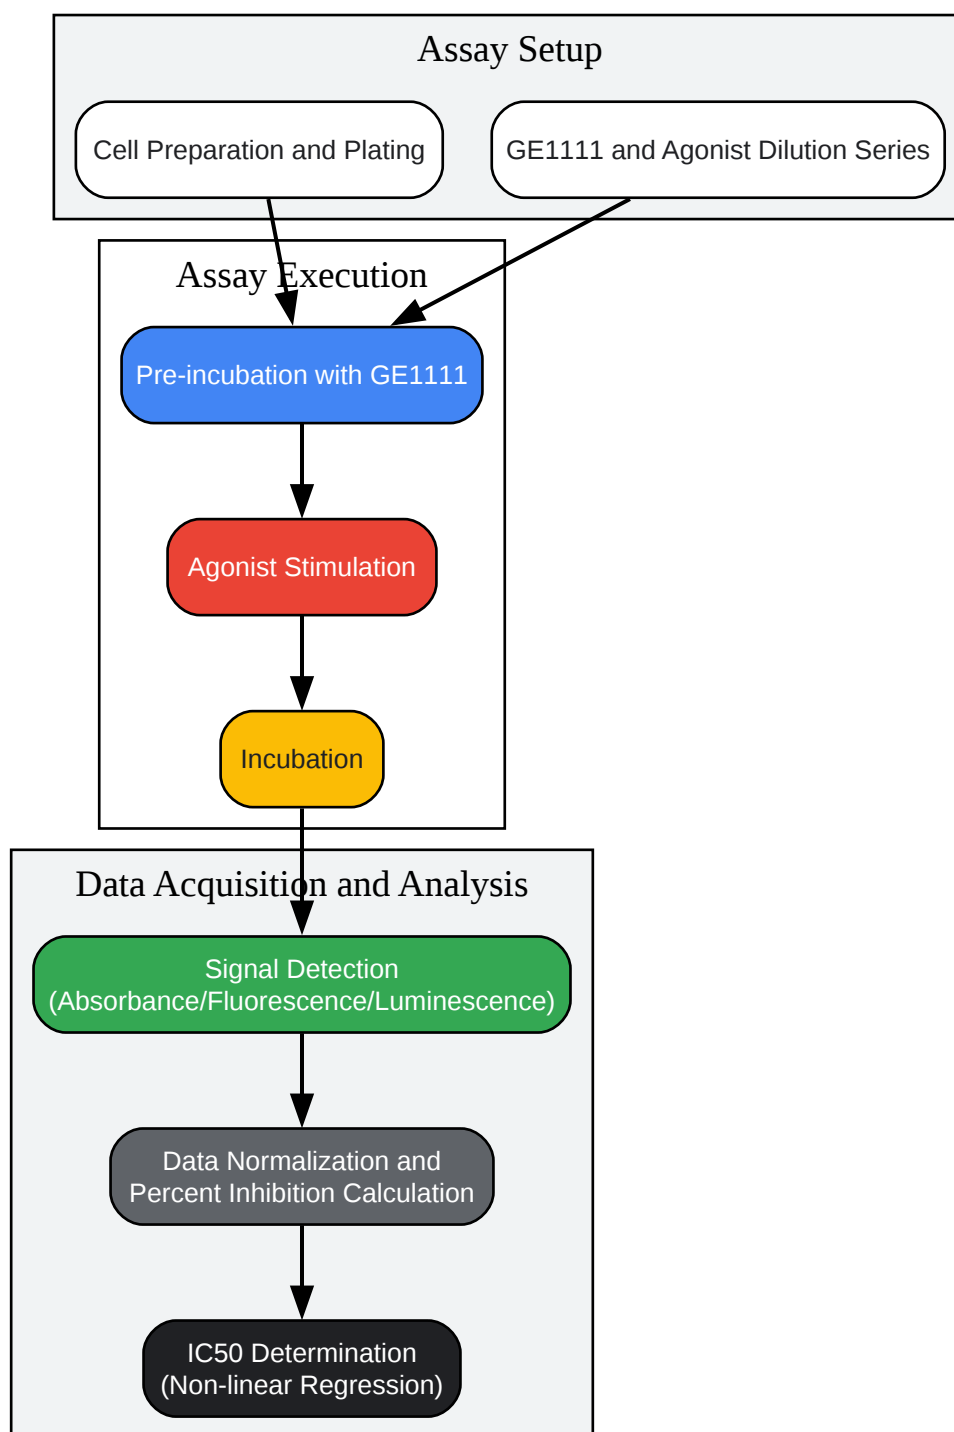 Assay Setup
Cell Preparation and Plating
GE1111 and Agonist Dilution Series
Assay Execution
Pre-incubation with GE1111
Agonist Stimulation
Incubation
Data Acquisition and Analysis
Signal Detection
(Absorbance/Fluorescence/Luminescence)
Data Normalization and
Percent Inhibition Calculation
IC50 Determination
(Non-linear Regression)